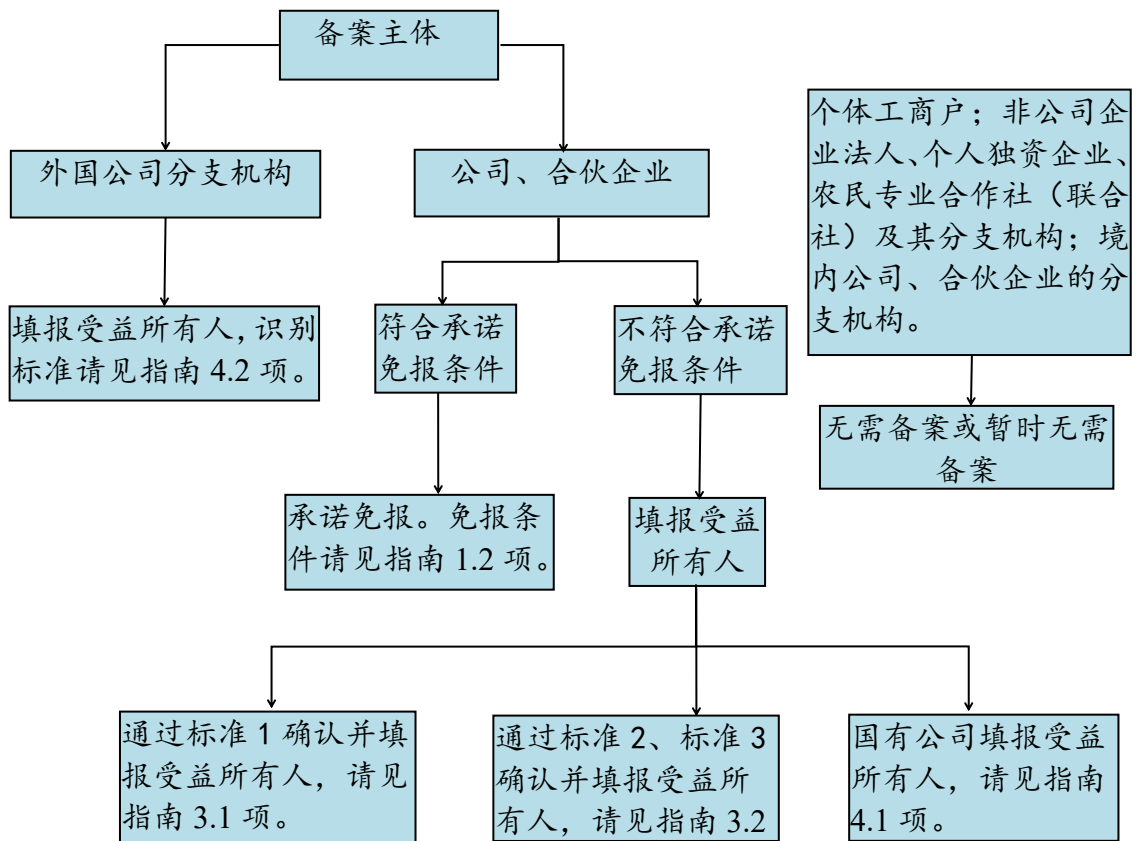 备案主体
外国公司分支机构
公司、合伙企业
个体工商户；非公司企
业法人、个人独资企业、
农民专业合作社（联合
社）及其分支机构；境
内公司、合伙企业的分
支机构。
填报受益所有人，识别
标准请见指南 4.2 项。
符合承诺
免报条件
不符合承诺
免报条件
无需备案或暂时无需
备案
承诺免报。免报条
件请见指南 1.2 项。
填报受益
所有人
通过标准 1 确认并填
报受益所有人，请见
指南 3.1 项。
通过标准 2、标准 3
确认并填报受益所
有人，请见指南 3.2
国有公司填报受益
所有人，请见指南
4.1 项。